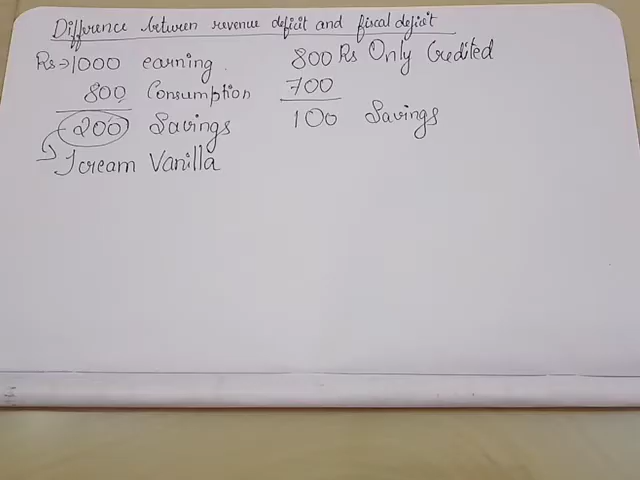 Difference between revenue deficit and fiscal deficit
Rs→1000 earning
800 Consumption
200 Savings
Icream Vanilla
800 Rs Only Credited
700
100 Savings